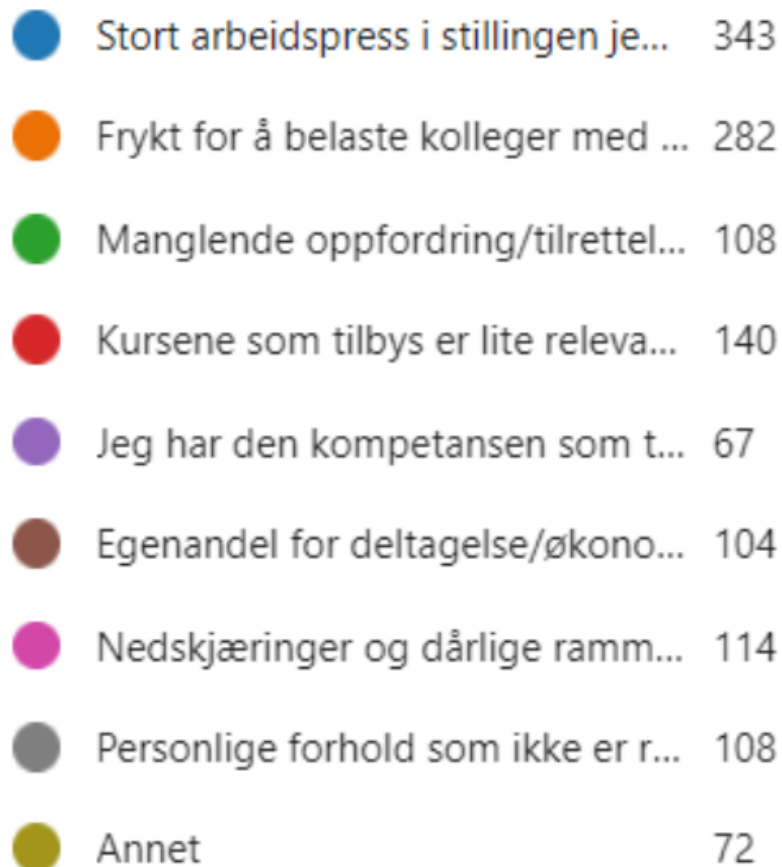 Stort arbeidspress i stillingen je... 343
Frykt for å belaste kolleger med ... 282
Manglende oppfordring/tilrettel... 108
Kursene som tilbys er lite releva... 140
Jeg har den kompetansen som t... 67
Egenandel for deltagelse/økono... 104
Nedskjæringer og dårlige ramm... 114
Personlige forhold som ikke er r... 108
Annet 72